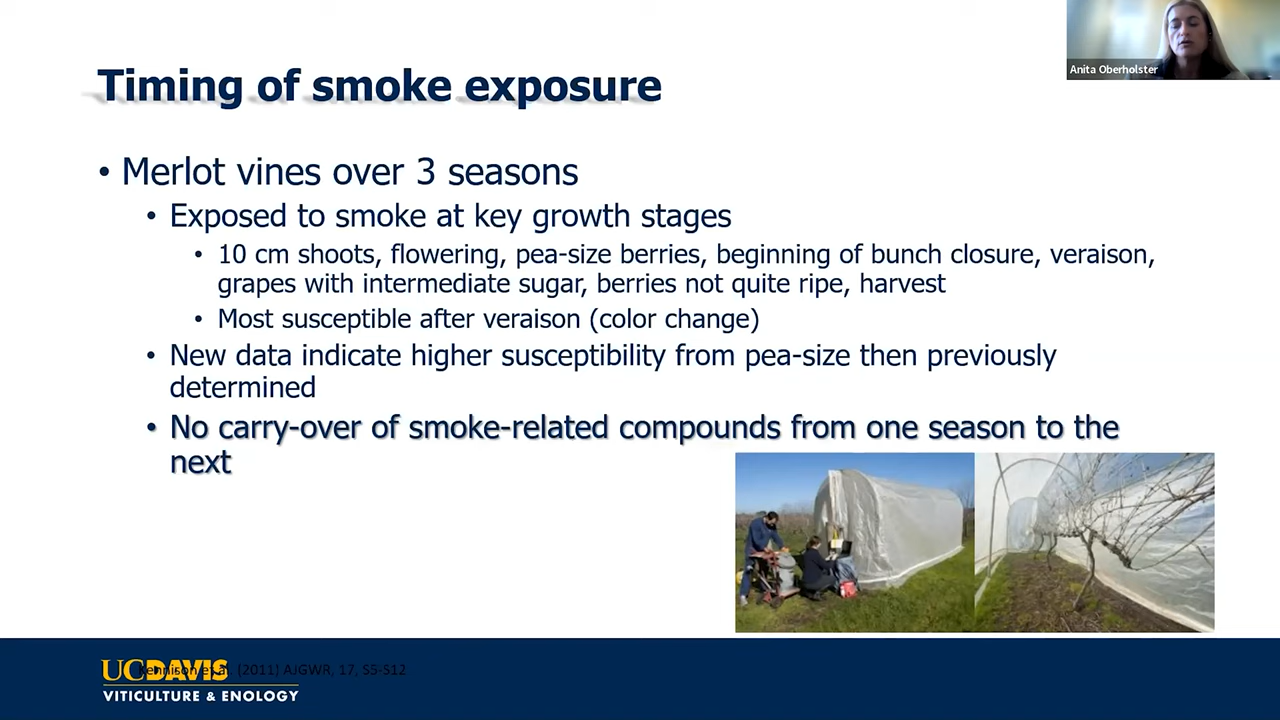 Anita Oberholster
Timing of smoke exposure
• Merlot vines over 3 seasons
• Exposed to smoke at key growth stages
• 10 cm shoots, flowering, pea-size berries, beginning of bunch closure, veraison,
grapes with intermediate sugar, berries not quite ripe, harvest
• Most susceptible after veraison (color change)
• New data indicate higher susceptibility from pea-size then previously
determined
• No carry-over of smoke-related compounds from one season to the
next
Kennison et al. (2011) AJGWR, 17, S5-S12
UCDAVIS
VITICULTURE & ENOLOGY